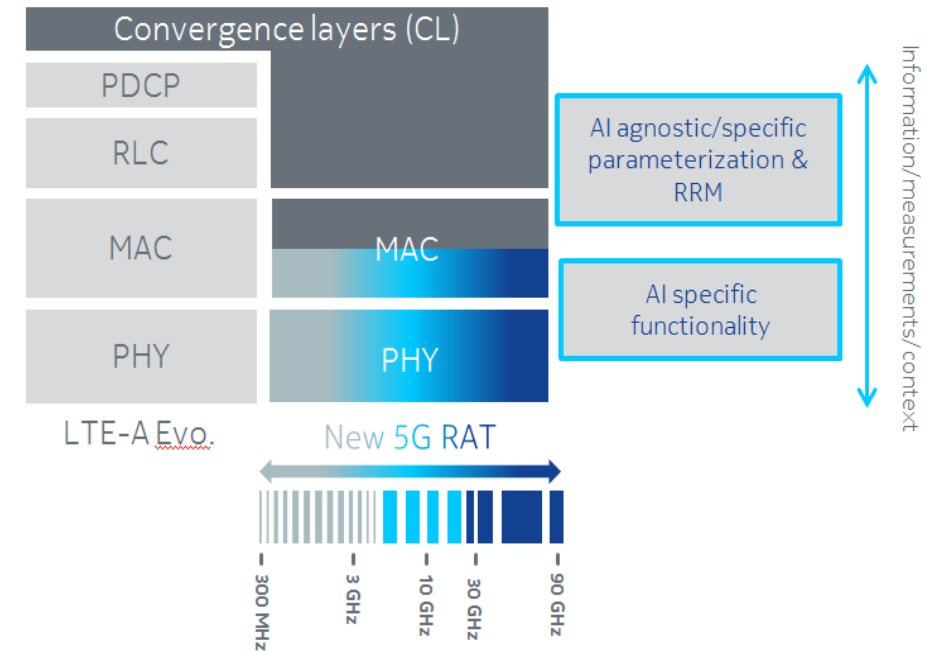 Convergence layers (CL)
PDCP
RLC
MAC
PHY
LTE-A Evo.
MAC
PHY
New 5G RAT
300 MHz
3 GHz
10 GHz
30 GHz
90 GHz
AI agnostic/specific
parameterization &
RRM
AI specific
functionality
Information/measurements/ context